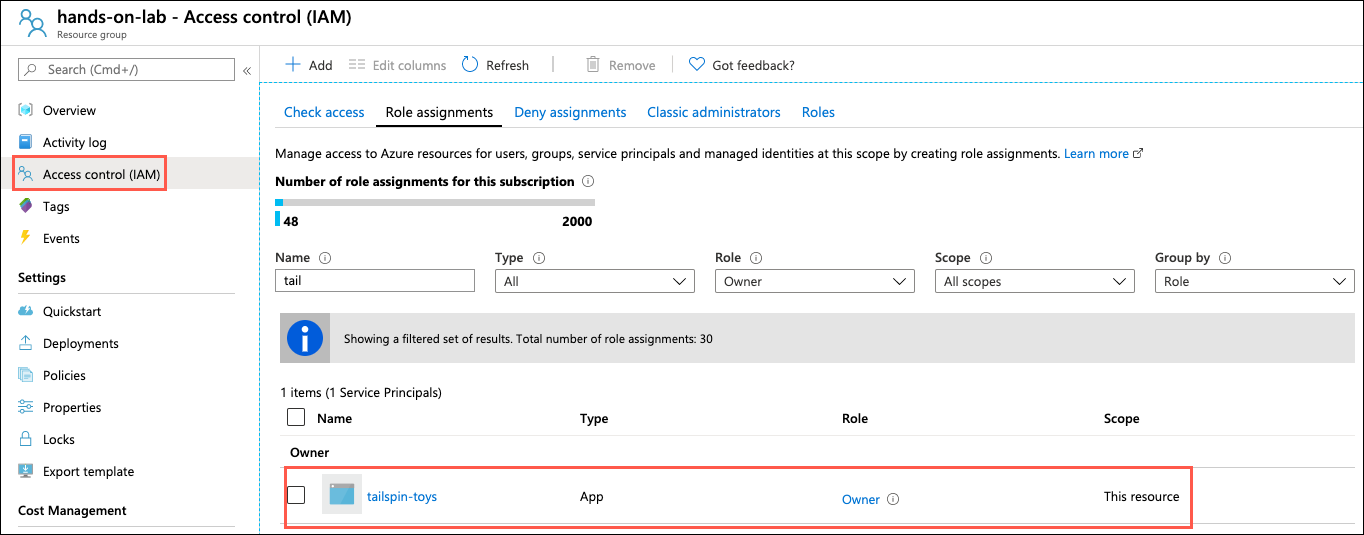 hands-on-lab - Access control (IAM)
Resource group
Search (Cmd+/)
«
Overview
Activity log
Access control (IAM)
Tags
Events
Settings
Quickstart
Deployments
Policies
Properties
Locks
Export template
Cost Management
Add Edit columns Refresh Remove Got feedback?
Check access Role assignments Deny assignments Classic administrators Roles
Manage access to Azure resources for users, groups, service principals and managed identities at this scope by creating role assignments. Learn more
Number of role assignments for this subscription
48 2000
Name Type Role Scope Group by
tail All Owner All scopes Role
Showing a filtered set of results. Total number of role assignments: 30
1 items (1 Service Principals)
Name Type Role Scope
Owner
tailspin-toys App Owner This resource